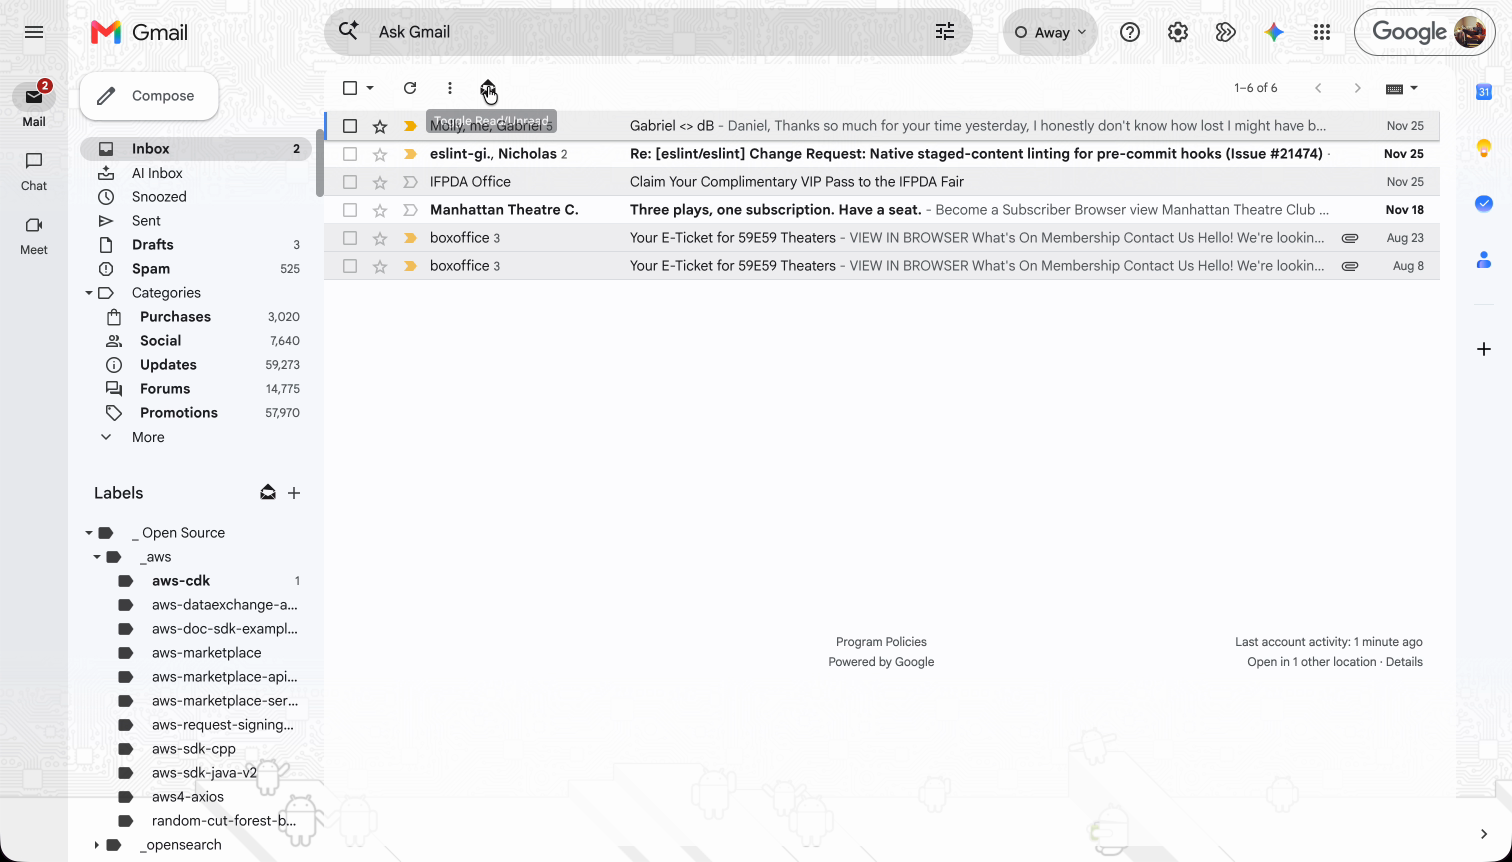 Gmail
Ask Gmail
Away
Google
2
Mail
Chat
Meet
Compose
Inbox 2
AI Inbox
Snoozed
Sent
Drafts 3
Spam 525
Categories
Purchases 3,020
Social 7,640
Updates 59,273
Forums 14,775
Promotions 57,970
More
Labels
_ Open Source
_aws
aws-cdk 1
aws-dataexchange-a...
aws-doc-sdk-exampl...
aws-marketplace
aws-marketplace-api...
aws-marketplace-ser...
aws-request-signing...
aws-sdk-cpp
aws-sdk-java-v2
aws4-axios
random-cut-forest-b...
_opensearch
1–6 of 6
Toggle Read/Unread
Molly, me, Gabriel 5 Gabriel <> dB - Daniel, Thanks so much for your time yesterday, I honestly don't know how lost I might have b... Nov 25
eslint-gi., Nicholas 2 Re: [eslint/eslint] Change Request: Native staged-content linting for pre-commit hooks (Issue #21474) - Nov 25
IFPDA Office Claim Your Complimentary VIP Pass to the IFPDA Fair Nov 25
Manhattan Theatre C. Three plays, one subscription. Have a seat. - Become a Subscriber Browser view Manhattan Theatre Club ... Nov 18
boxoffice 3 Your E-Ticket for 59E59 Theaters - VIEW IN BROWSER What's On Membership Contact Us Hello! We're lookin... Aug 23
boxoffice 3 Your E-Ticket for 59E59 Theaters - VIEW IN BROWSER What's On Membership Contact Us Hello! We're lookin... Aug 8
Program Policies
Powered by Google
Last account activity: 1 minute ago
Open in 1 other location · Details
31